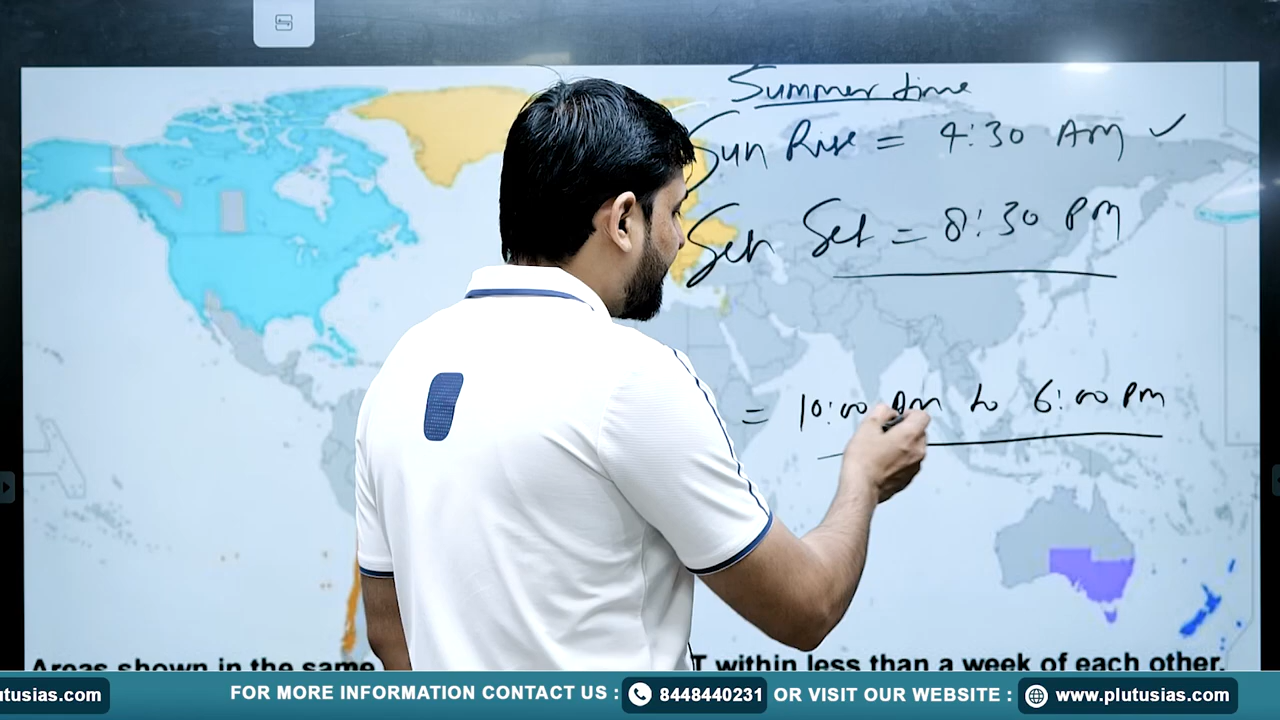 Summer time
Sun Rise = 4:30 AM ✓
Sun Set = 8:30 PM
= 10:00 AM to 6:00 PM
Areas shown in the same
T within less than a week of each other.
utusias.com
FOR MORE INFORMATION CONTACT US : 8448440231 OR VISIT OUR WEBSITE : www.plutusias.com